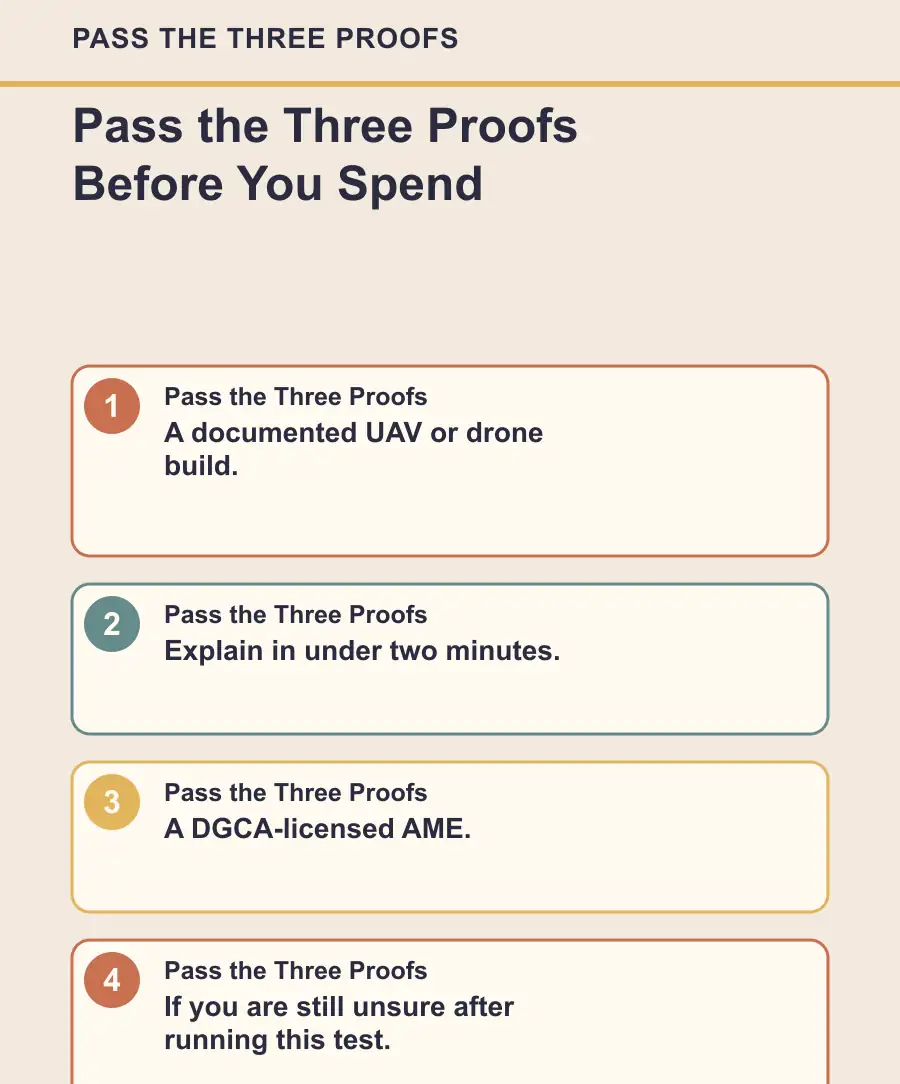 PASS THE THREE PROOFS
Pass the Three Proofs
Before You Spend
1
Pass the Three Proofs
A documented UAV or drone
build.
2
Pass the Three Proofs
Explain in under two minutes.
3
Pass the Three Proofs
A DGCA-licensed AME.
4
Pass the Three Proofs
If you are still unsure after
running this test.